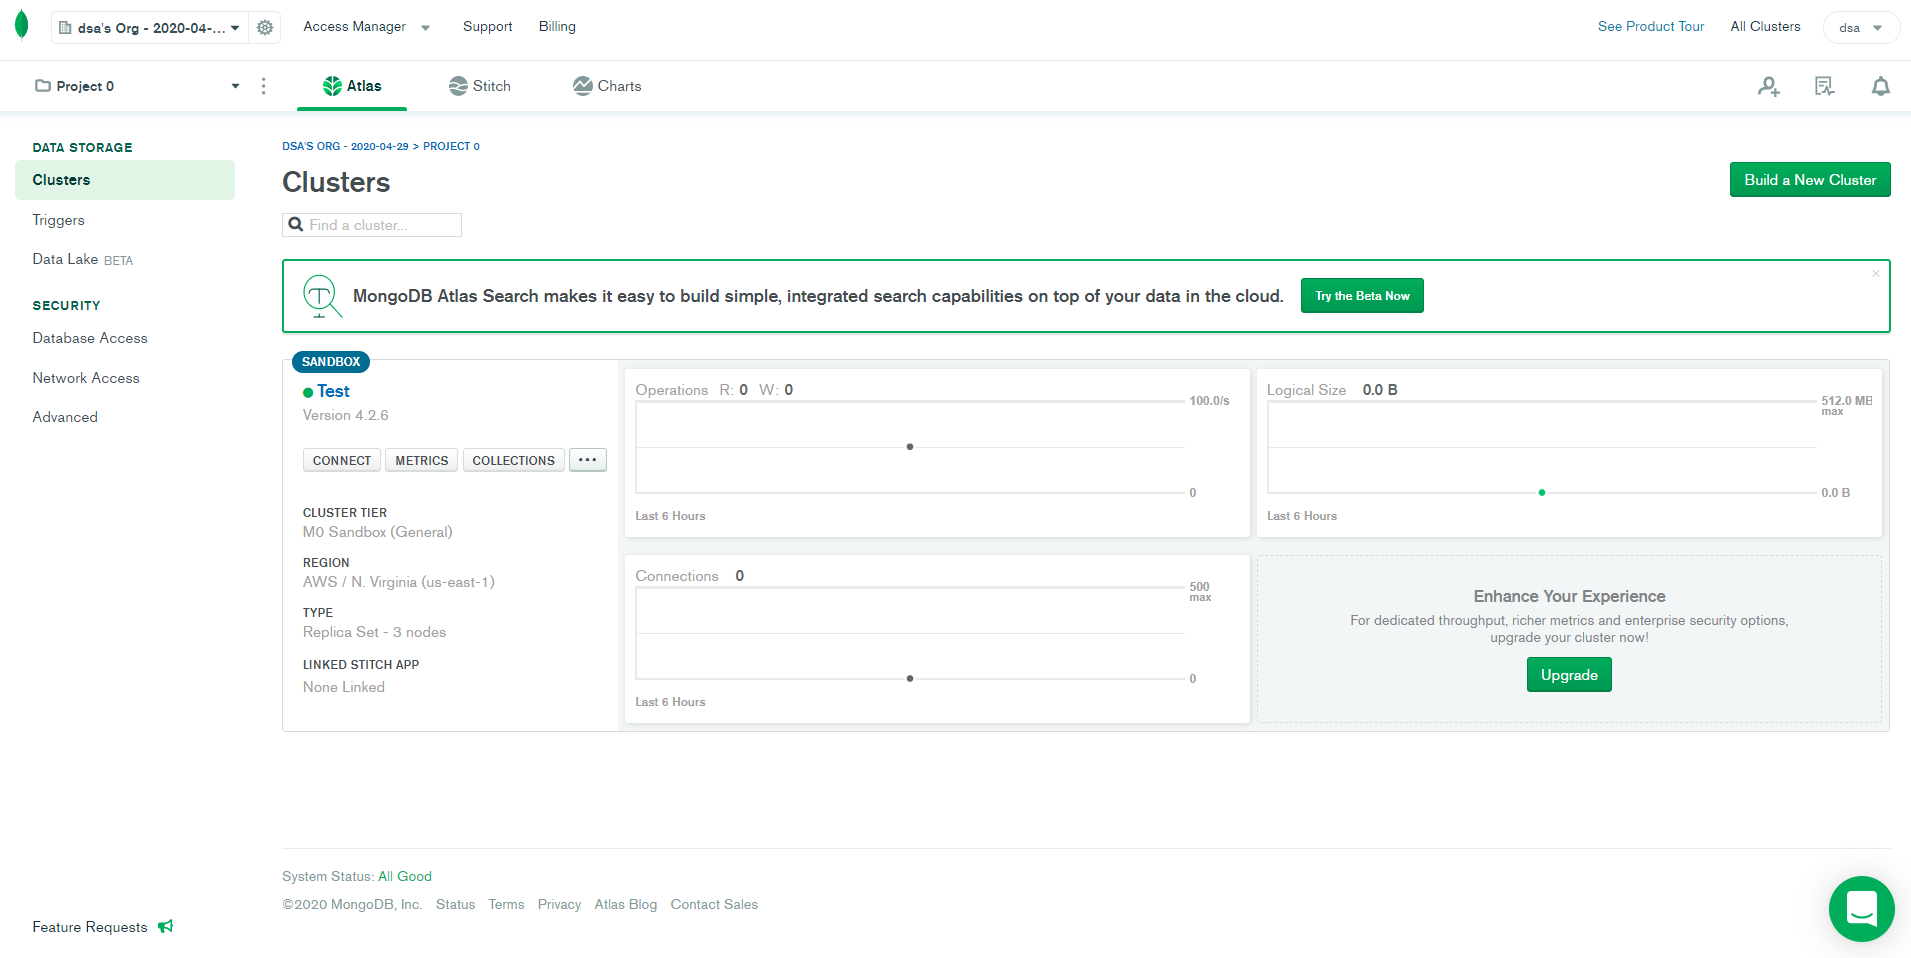 dsa's Org - 2020-04-...
Access Manager
Support
Billing
See Product Tour
All Clusters
dsa
Project 0
Atlas
Stitch
Charts
DATA STORAGE
Clusters
Triggers
Data Lake BETA
SECURITY
Database Access
Network Access
Advanced
Feature Requests
DSA'S ORG - 2020-04-29 > PROJECT 0
Clusters
Build a New Cluster
Find a cluster...
MongoDB Atlas Search makes it easy to build simple, integrated search capabilities on top of your data in the cloud.
Try the Beta Now
SANDBOX
Test
Version 4.2.6
CONNECT
METRICS
COLLECTIONS
...
CLUSTER TIER
M0 Sandbox (General)
REGION
AWS / N. Virginia (us-east-1)
TYPE
Replica Set - 3 nodes
LINKED STITCH APP
None Linked
Operations R: 0 W: 0
100.0/s
0
Last 6 Hours
Logical Size 0.0 B
512.0 MB
max
0.0 B
Last 6 Hours
Connections 0
500
max
0
Last 6 Hours
Enhance Your Experience
For dedicated throughput, richer metrics and enterprise security options,
upgrade your cluster now!
Upgrade
System Status: All Good
©2020 MongoDB, Inc. Status Terms Privacy Atlas Blog Contact Sales